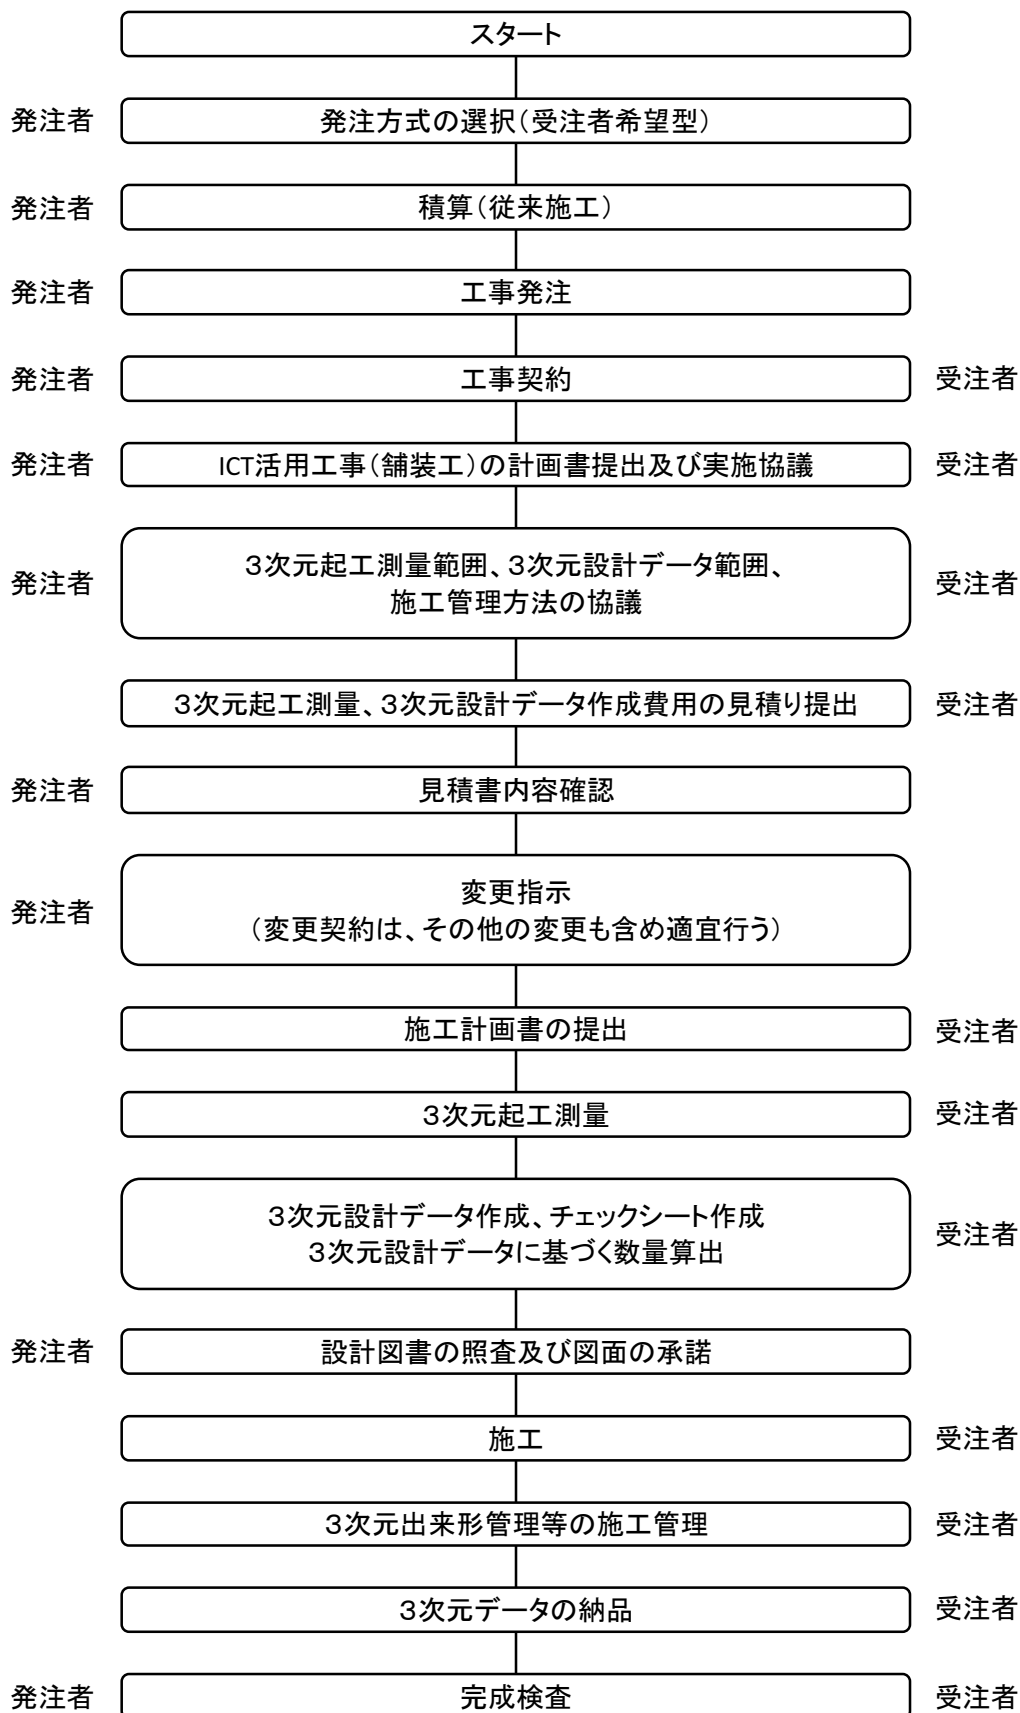 スタート
発注者
発注方式の選択（受注者希望型）
発注者
積算（従来施工）
発注者
工事発注
発注者
工事契約
受注者
発注者
ICT活用工事（舗装工）の計画書提出及び実施協議
受注者
発注者
３次元起工測量範囲、３次元設計データ範囲、
施工管理方法の協議
受注者
３次元起工測量、３次元設計データ作成費用の見積り提出
受注者
発注者
見積書内容確認
発注者
変更指示
（変更契約は、その他の変更も含め適宜行う）
施工計画書の提出
受注者
３次元起工測量
受注者
３次元設計データ作成、チェックシート作成
３次元設計データに基づく数量算出
受注者
発注者
設計図書の照査及び図面の承諾
施工
受注者
３次元出来形管理等の施工管理
受注者
３次元データの納品
受注者
発注者
完成検査
受注者